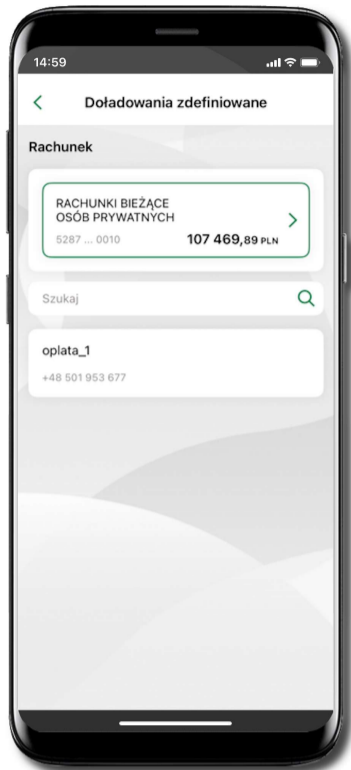 14:59
Doładowania zdefiniowane
Rachunek
RACHUNKI BIEŻĄCE
OSÓB PRYWATNYCH
5287 ... 0010 107 469,89 PLN
Szukaj
oplata_1
+48 501 953 677